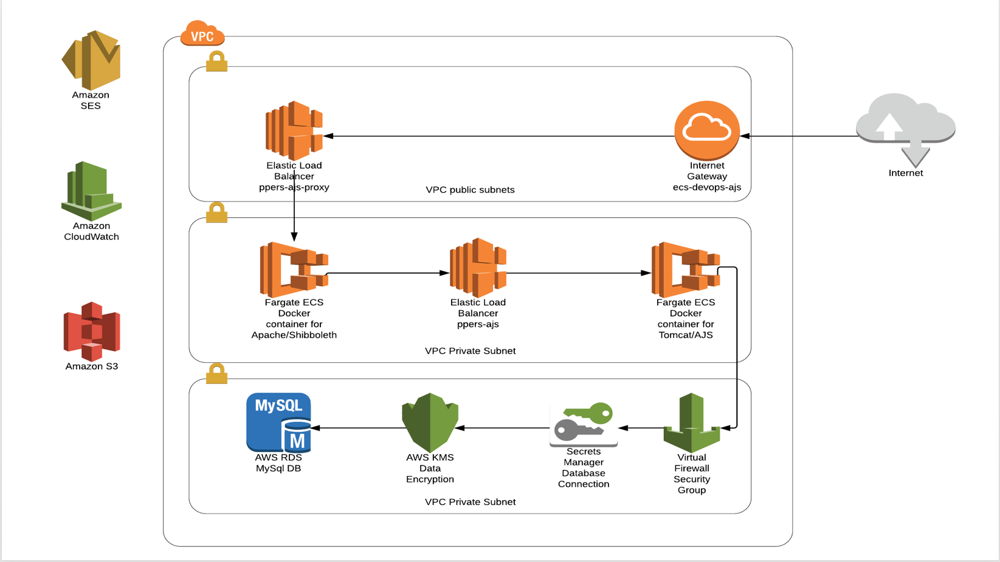 VPC
Amazon
SES
Elastic Load
Balancer
ppers-ajs-proxy
VPC public subnets
Internet
Gateway
ecs-devops-ajs
Internet
Amazon
CloudWatch
Fargate ECS
Docker
container for
Apache/Shibboleth
Elastic Load
Balancer
ppers-ajs
Fargate ECS
Docker
container for
Tomcat/AJS
VPC Private Subnet
Amazon S3
MySQL
M
AWS RDS
MySql DB
AWS KMS
Data
Encryption
Secrets
Manager
Database
Connection
Virtual
Firewall
Security
Group
VPC Private Subnet